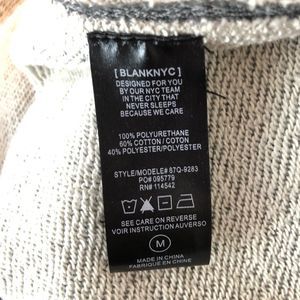 [ BLANKNYC ]
DESIGNED FOR YOU
BY OUR NYC TEAM
IN THE CITY THAT
NEVER SLEEPS
BECAUSE WE CARE
100% POLYURETHANE
60% COTTON / COTON
40% POLYESTER/POLYESTER
STYLE/MODELE# 87Q-9283
PO# 095779
RN# 114542
SEE CARE ON REVERSE
VOIR INSTRUCTION AUVERSO
M
MADE IN CHINA
FABRIQUE EN CHINE